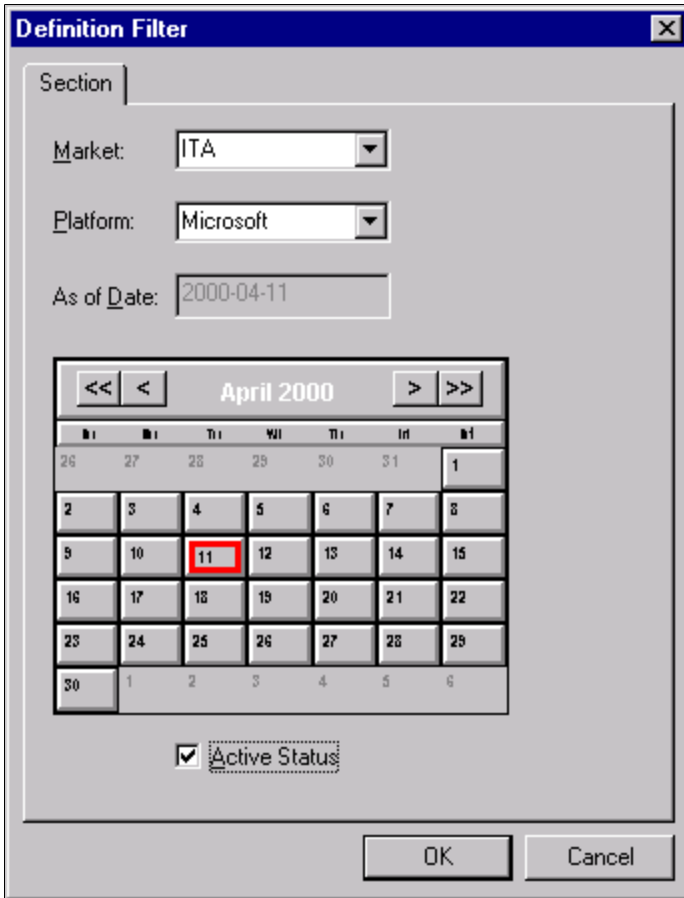 Definition Filter
Section
Market: ITA
Platform: Microsoft
As of Date: 2000-04-11
<< < April 2000 > >>
26 27 28 29 30 31 1
2 3 4 5 6 7 8
9 10 11 12 13 14 15
16 17 18 19 20 21 22
23 24 25 26 27 28 29
30 1 2 3 4 5 6
Active Status
OK Cancel